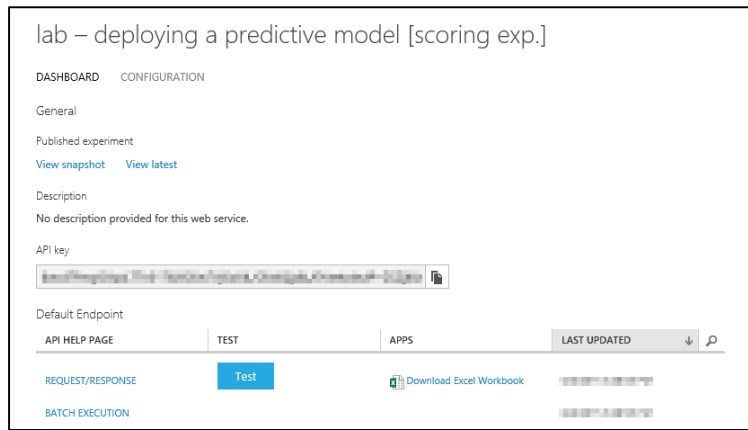 lab – deploying a predictive model [scoring exp.]
DASHBOARD CONFIGURATION
General
Published experiment
View snapshot View latest
Description
No description provided for this web service.
API key
Default Endpoint
API HELP PAGE TEST APPS LAST UPDATED
REQUEST/RESPONSE Test Download Excel Workbook
BATCH EXECUTION